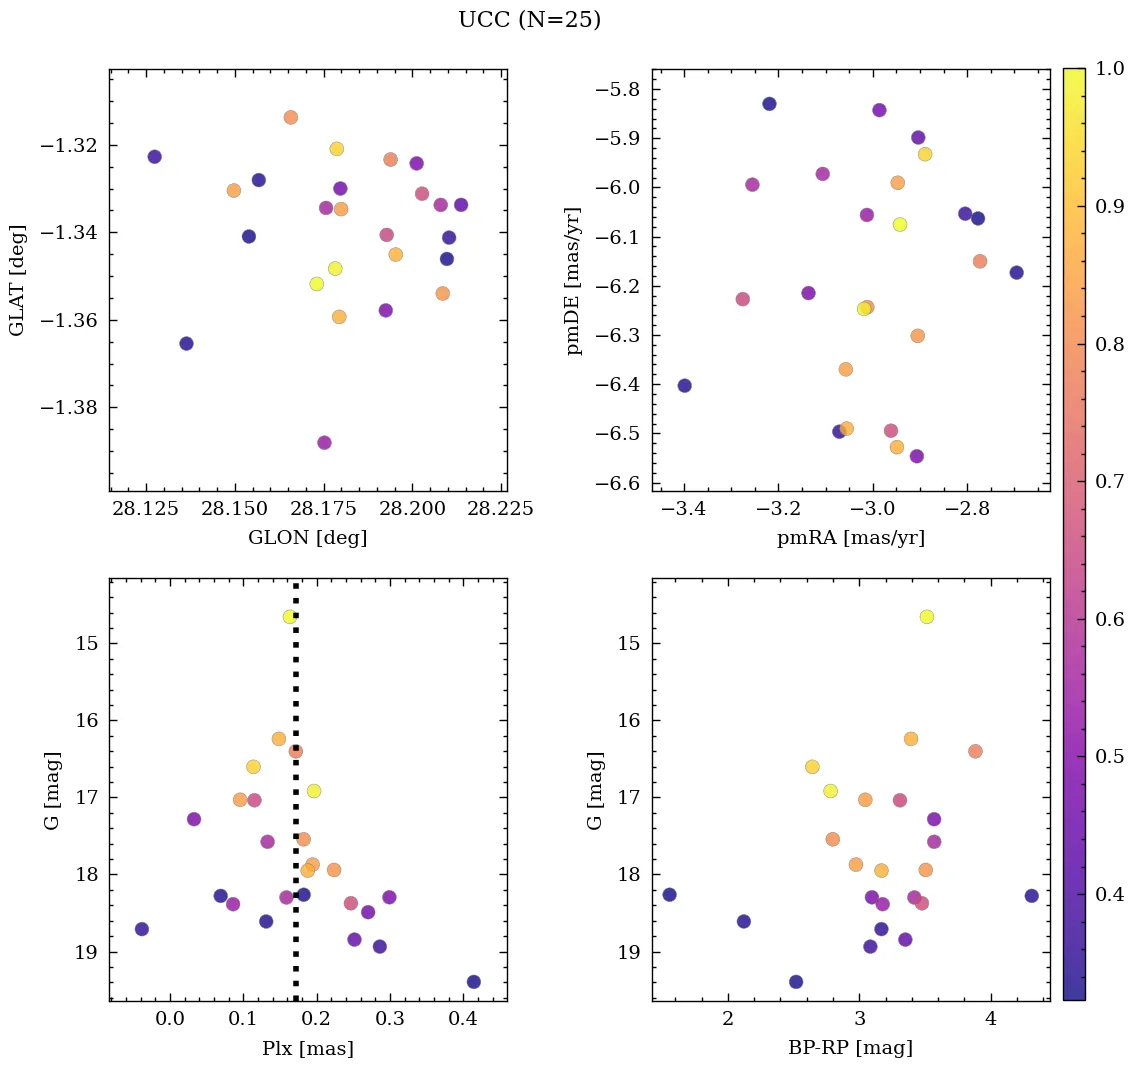 UCC (N=25)
−1.32
−1.34
−1.36
−1.38
GLAT [deg]
28.125 28.150 28.175 28.200 28.225
GLON [deg]
−5.8
−5.9
−6.0
−6.1
−6.2
−6.3
−6.4
−6.5
−6.6
pmDE [mas/yr]
−3.4 −3.2 −3.0 −2.8
pmRA [mas/yr]
15
16
17
18
19
G [mag]
0.0 0.1 0.2 0.3 0.4
Plx [mas]
15
16
17
18
19
G [mag]
2 3 4
BP-RP [mag]
1.0
0.9
0.8
0.7
0.6
0.5
0.4